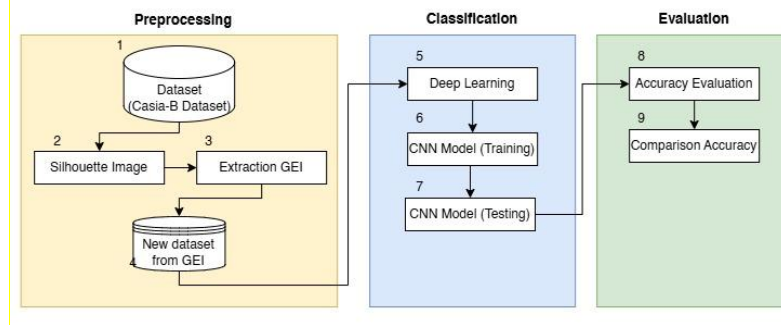 Preprocessing
1
Dataset
(Casia-B Dataset)
2
Silhouette Image
3
Extraction GEI
New dataset
from GEI
4
Classification
5
Deep Learning
6
CNN Model (Training)
7
CNN Model (Testing)
Evaluation
8
Accuracy Evaluation
9
Comparison Accuracy